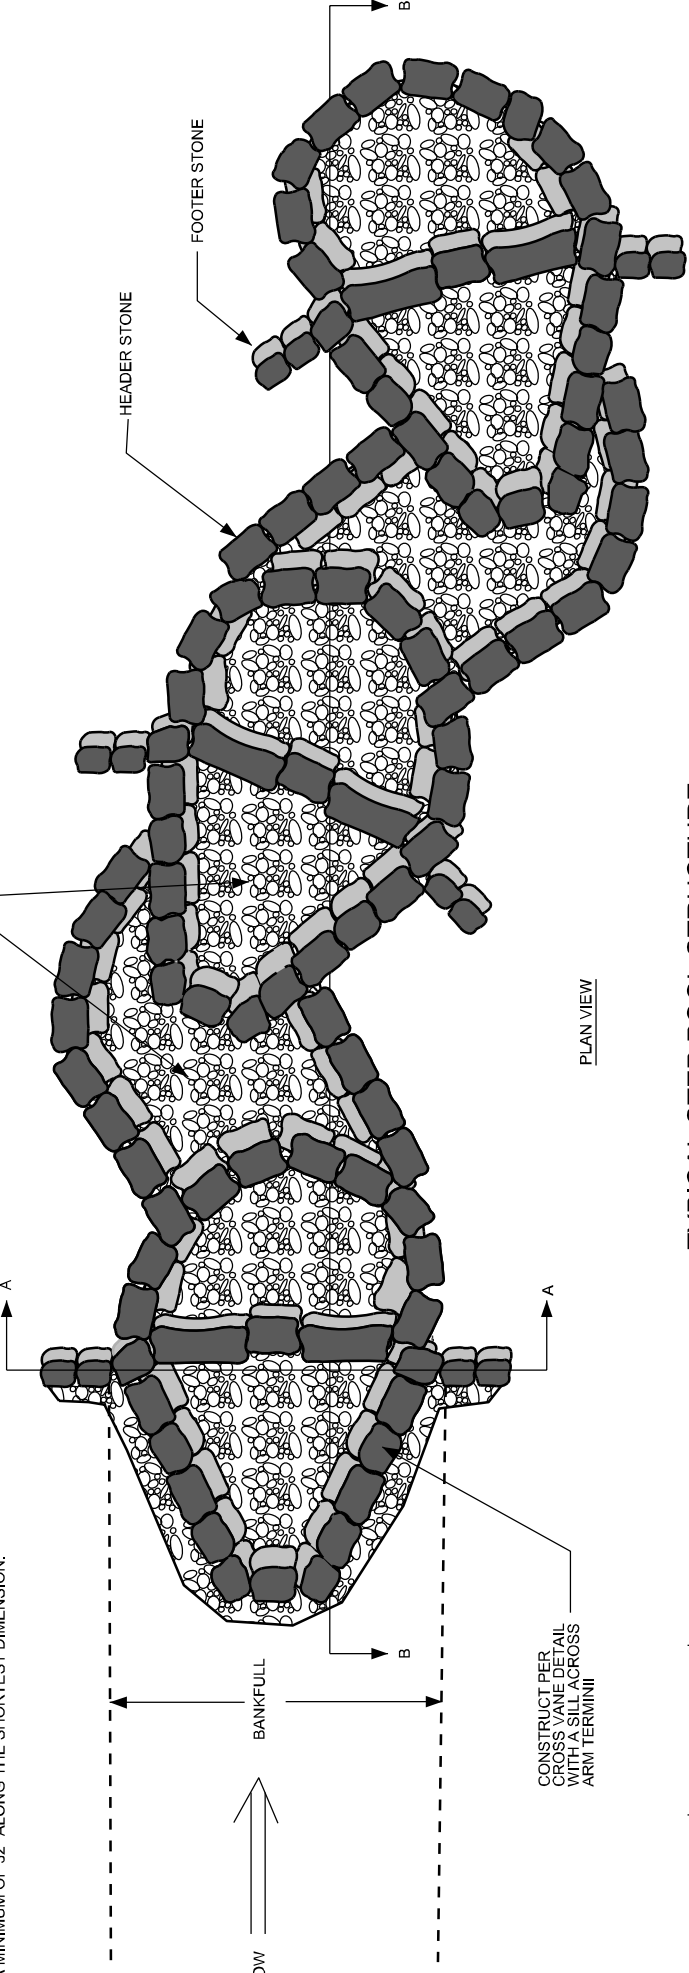 A MINIMUM OF 32" ALONG THE SHORTEST DIMENSION.
A
A
B
B
HEADER STONE
FOOTER STONE
BANKFULL
CONSTRUCT PER
CROSS VANE DETAIL
WITH A SILL ACROSS
ARM TERMINII
PLAN VIEW